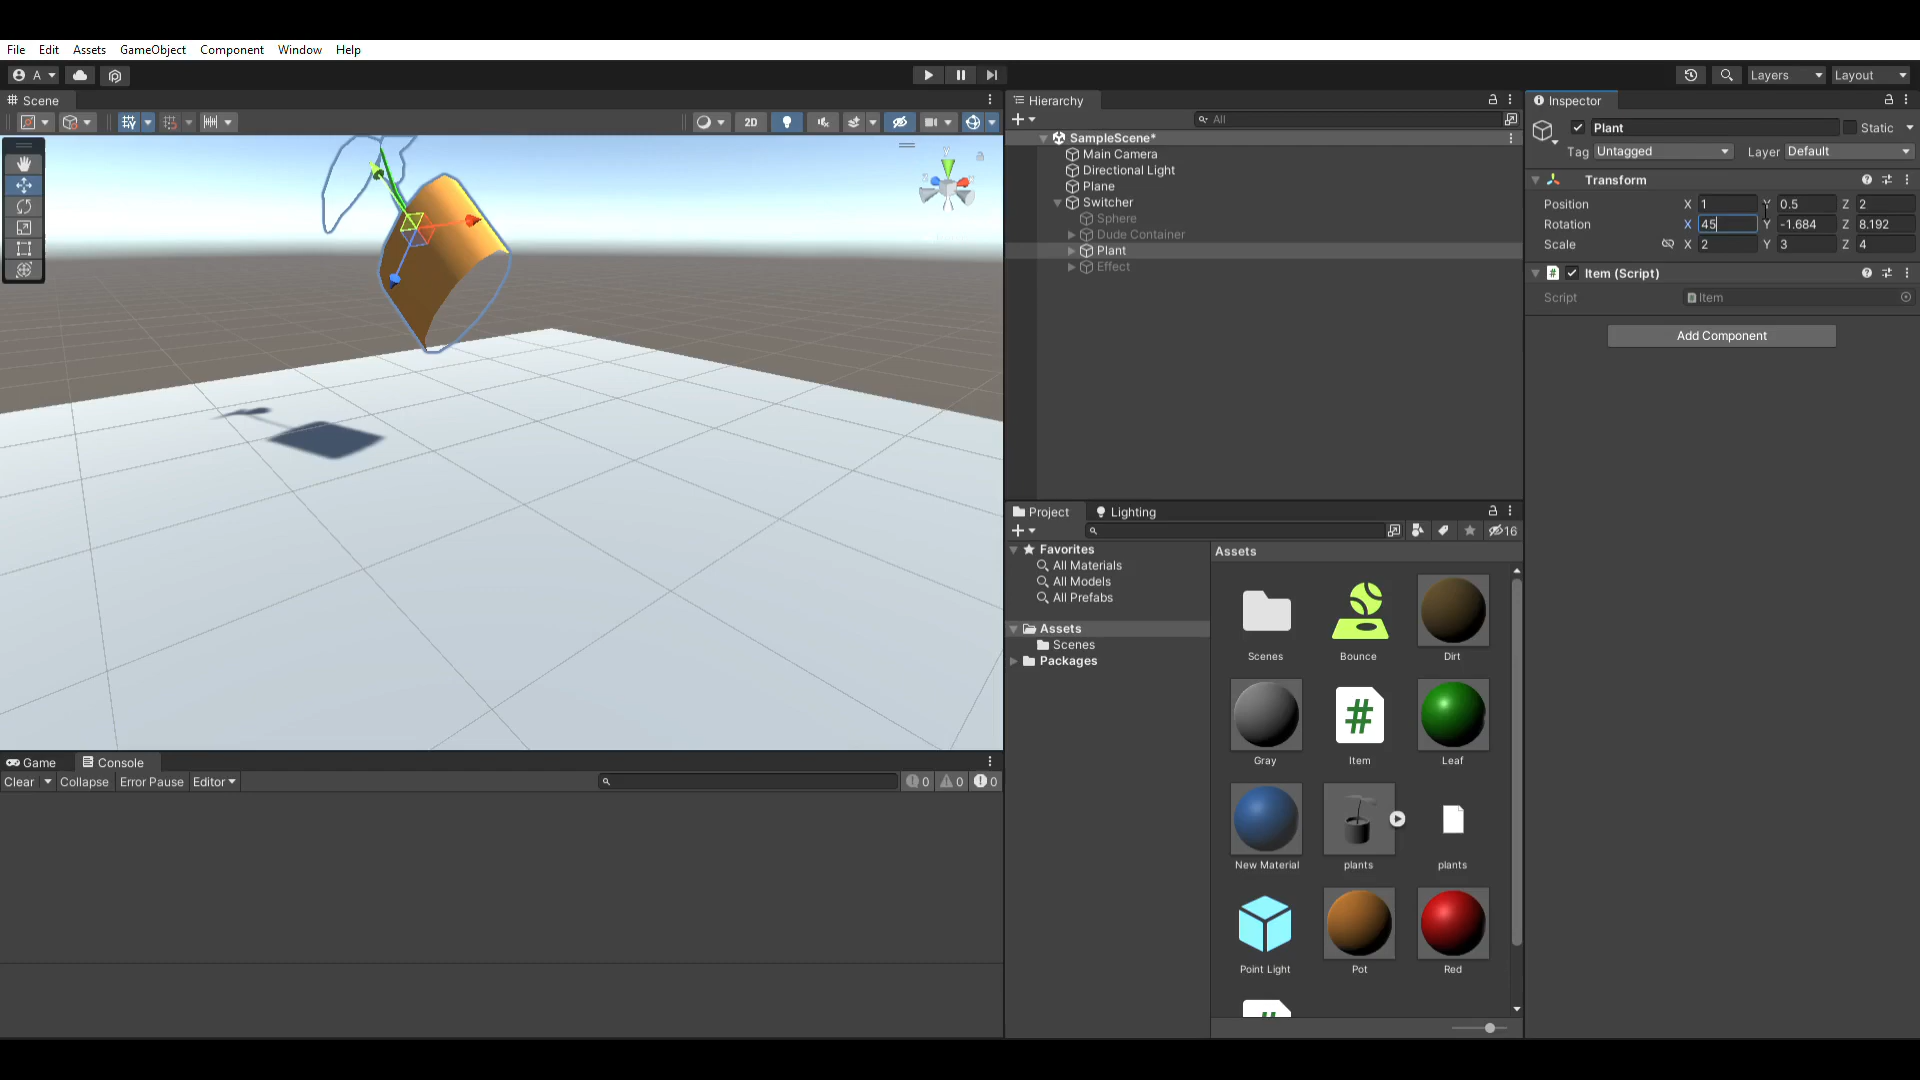 File Edit Assets GameObject Component Window Help
A Layers Layout
Scene
2D
Hierarchy
All
SampleScene*
Main Camera
Directional Light
Plane
Switcher
Sphere
Dude Container
Plant
Effect
Inspector
Plant Static
Tag Untagged Layer Default
Transform
Position X 1 Y 0.5 Z 2
Rotation X 45 Y -1.684 Z 8.192
Scale X 2 Y 3 Z 4
# Item (Script)
Script Item
Add Component
Project Lighting
16
Favorites
All Materials
All Models
All Prefabs
Assets
Scenes
Packages
Assets
Scenes Bounce Dirt
#
Gray Item Leaf
New Material plants plants
Point Light Pot Red
Game Console
Clear Collapse Error Pause Editor 0 0 0